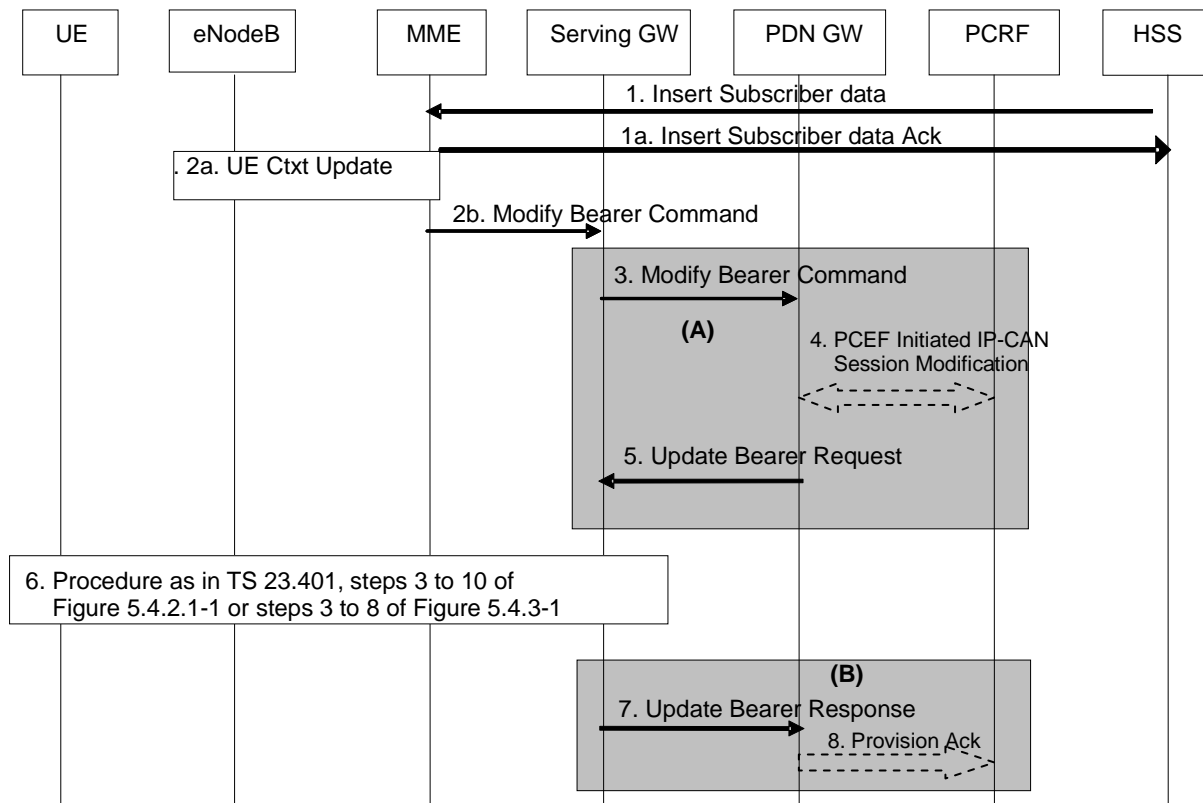 UE
eNodeB
MME
Serving GW
PDN GW
PCRF
HSS
1. Insert Subscriber data
1a. Insert Subscriber data Ack
. 2a. UE Ctxt Update
2b. Modify Bearer Command
3. Modify Bearer Command
(A)
4. PCEF Initiated IP-CAN
Session Modification
5. Update Bearer Request
6. Procedure as in TS 23.401, steps 3 to 10 of
Figure 5.4.2.1-1 or steps 3 to 8 of Figure 5.4.3-1
(B)
7. Update Bearer Response
8. Provision Ack